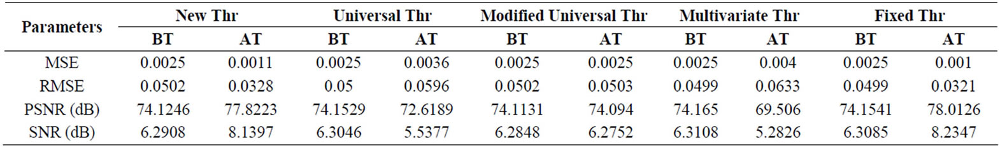 Parameters New Thr Universal Thr Modified Universal Thr Multivariate Thr Fixed Thr
BT AT BT AT BT AT BT AT BT AT
MSE 0.0025 0.0011 0.0025 0.0036 0.0025 0.0025 0.0025 0.004 0.0025 0.001
RMSE 0.0502 0.0328 0.05 0.0596 0.0502 0.0503 0.0499 0.0633 0.0499 0.0321
PSNR (dB) 74.1246 77.8223 74.1529 72.6189 74.1131 74.094 74.165 69.506 74.1541 78.0126
SNR (dB) 6.2908 8.1397 6.3046 5.5377 6.2848 6.2752 6.3108 5.2826 6.3085 8.2347